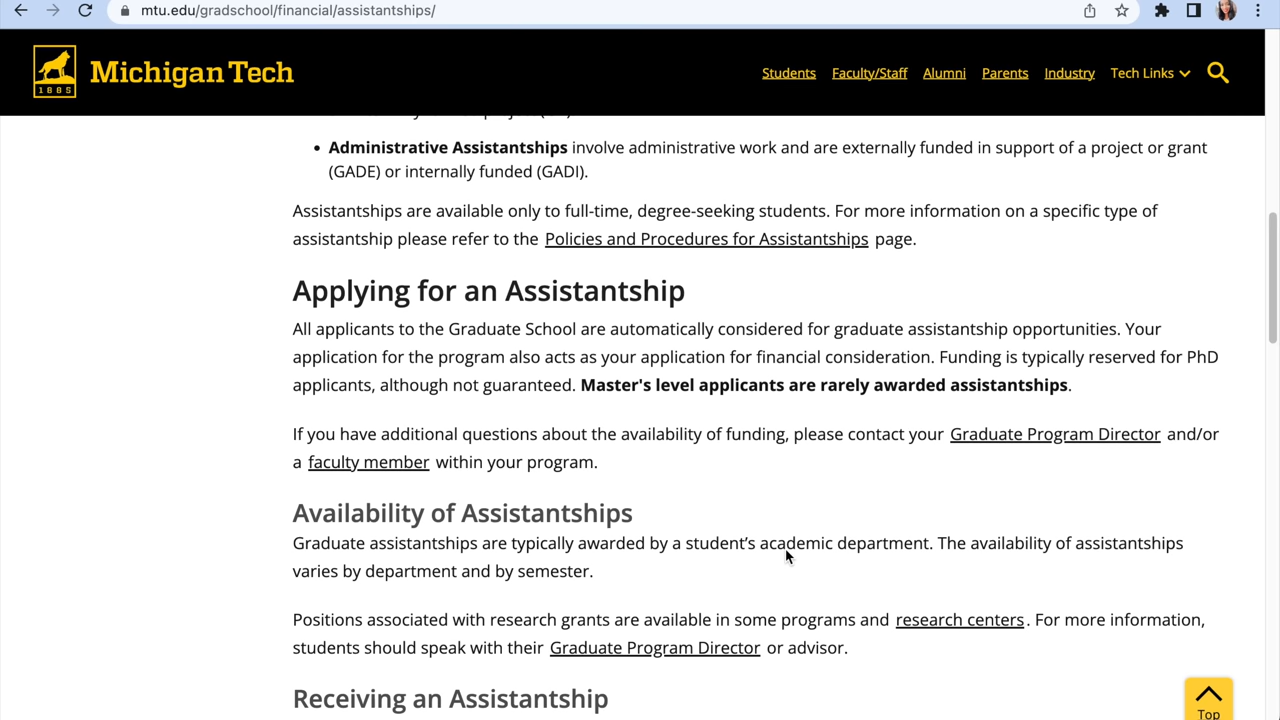 mtu.edu/gradschool/financial/assistantships/
1885
Michigan Tech
Students
Faculty/Staff
Alumni
Parents
Industry
Tech Links
• Administrative Assistantships involve administrative work and are externally funded in support of a project or grant
(GADE) or internally funded (GADI).
Assistantships are available only to full-time, degree-seeking students. For more information on a specific type of
assistantship please refer to the Policies and Procedures for Assistantships page.
Applying for an Assistantship
All applicants to the Graduate School are automatically considered for graduate assistantship opportunities. Your
application for the program also acts as your application for financial consideration. Funding is typically reserved for PhD
applicants, although not guaranteed. Master's level applicants are rarely awarded assistantships.
If you have additional questions about the availability of funding, please contact your Graduate Program Director and/or
a faculty member within your program.
Availability of Assistantships
Graduate assistantships are typically awarded by a student’s academic department. The availability of assistantships
varies by department and by semester.
Positions associated with research grants are available in some programs and research centers. For more information,
students should speak with their Graduate Program Director or advisor.
Receiving an Assistantship
Top